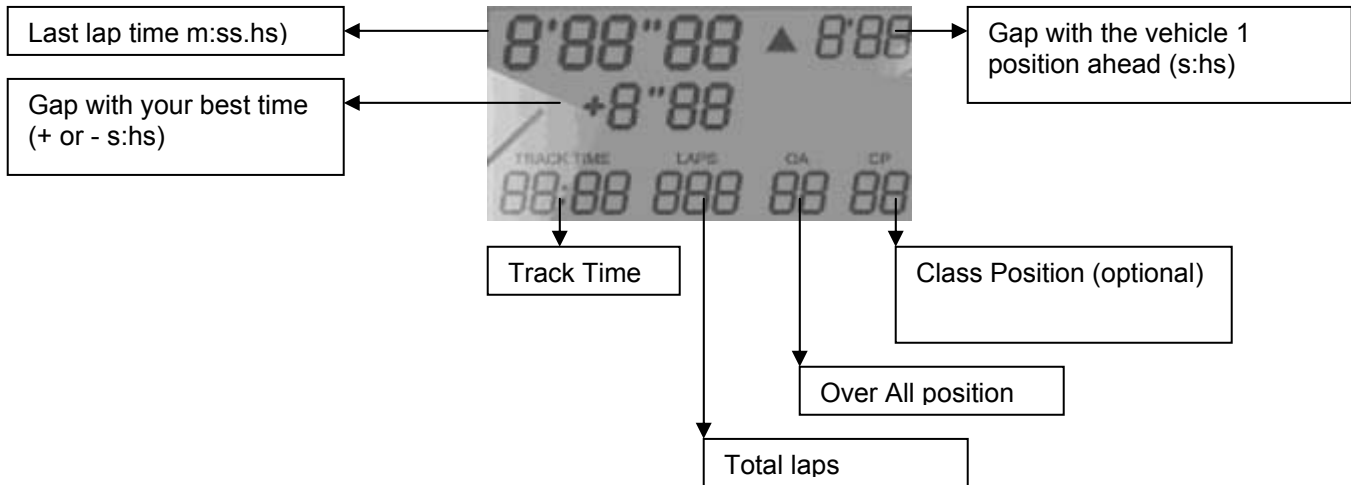 Last lap time m:ss.hs)
8'88"88 ▲ 8'88
Gap with the vehicle 1
position ahead (s:hs)
Gap with your best time
(+ or - s:hs)
+8"88
TRACK TIME LAPS OA CP
88:88 888 88 88
Track Time
Class Position (optional)
Over All position
Total laps